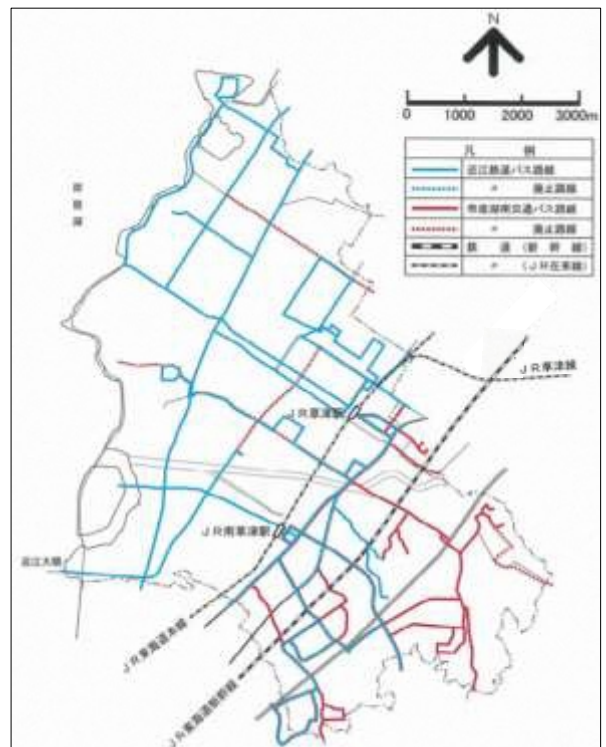 N
0 1000 2000 3000m
凡 例
近江鉄道バス路線
〃 廃止路線
帝産湖南交通バス路線
〃 廃止路線
鉄 道 (新幹線)
〃 (JR在来線)
琵琶湖
JR草津線
JR草津駅
JR南草津駅
近江大橋
JR東海道本線
JR東海道新幹線